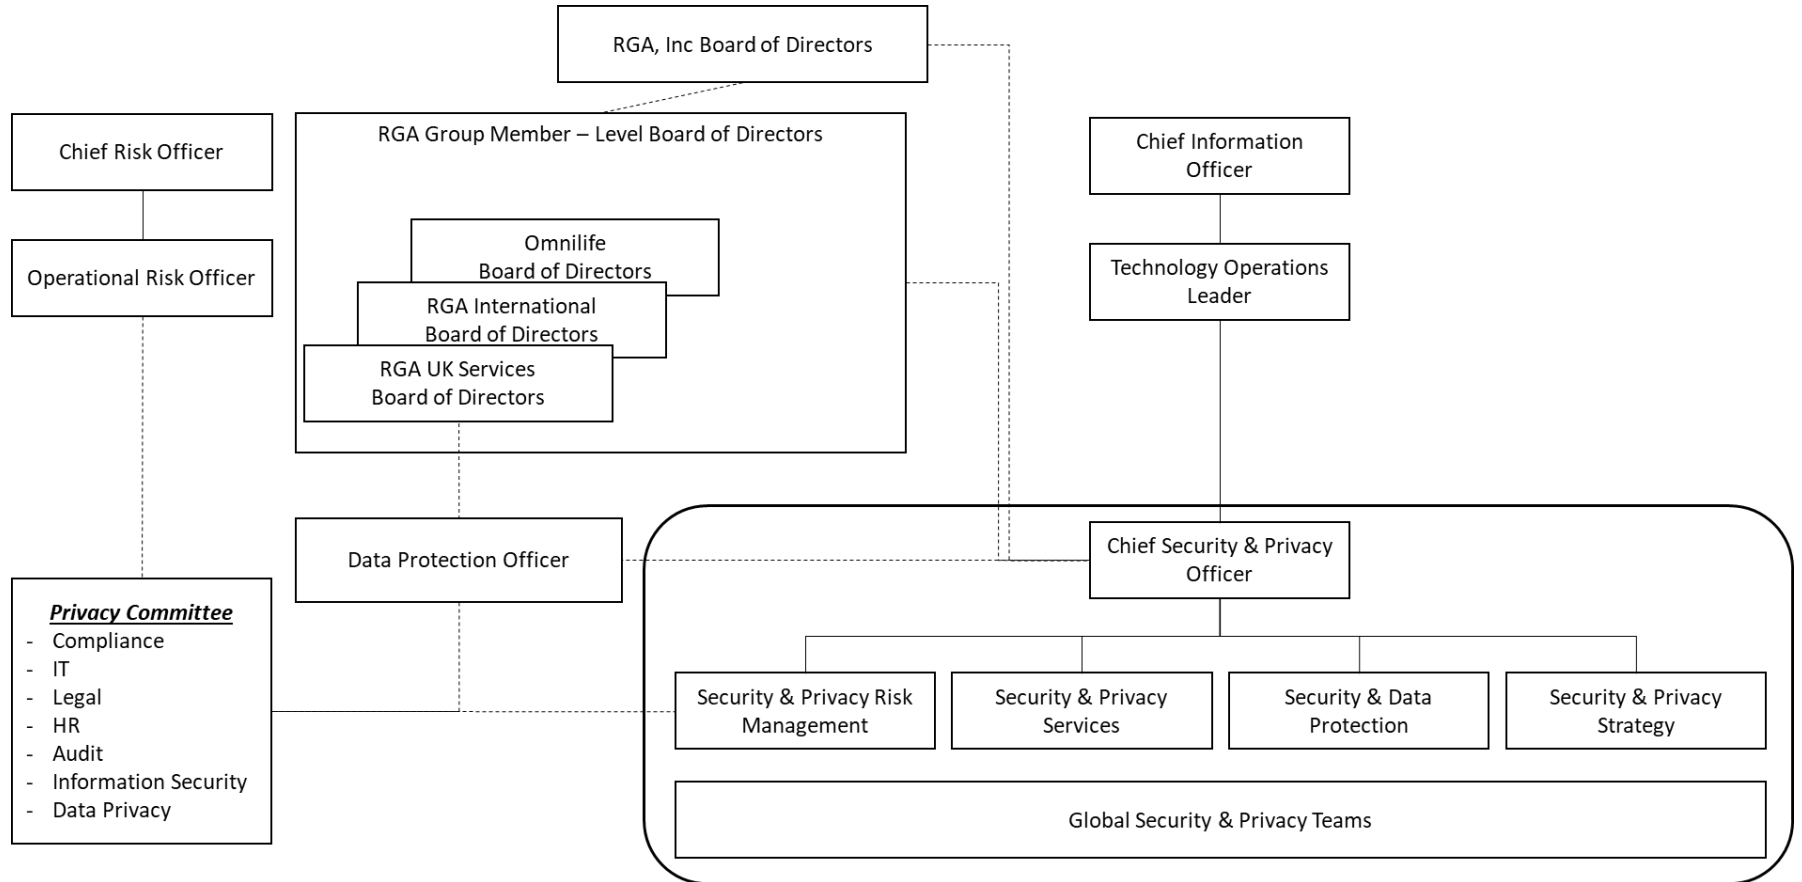 RGA, Inc Board of Directors
Chief Risk Officer
Operational Risk Officer
RGA Group Member – Level Board of Directors
Omnilife
Board of Directors
RGA International
Board of Directors
RGA UK Services
Board of Directors
Chief Information
Officer
Technology Operations
Leader
Data Protection Officer
Chief Security & Privacy
Officer
Privacy Committee
- Compliance
- IT
- Legal
- HR
- Audit
- Information Security
- Data Privacy
Security & Privacy Risk
Management
Security & Privacy
Services
Security & Data
Protection
Security & Privacy
Strategy
Global Security & Privacy Teams